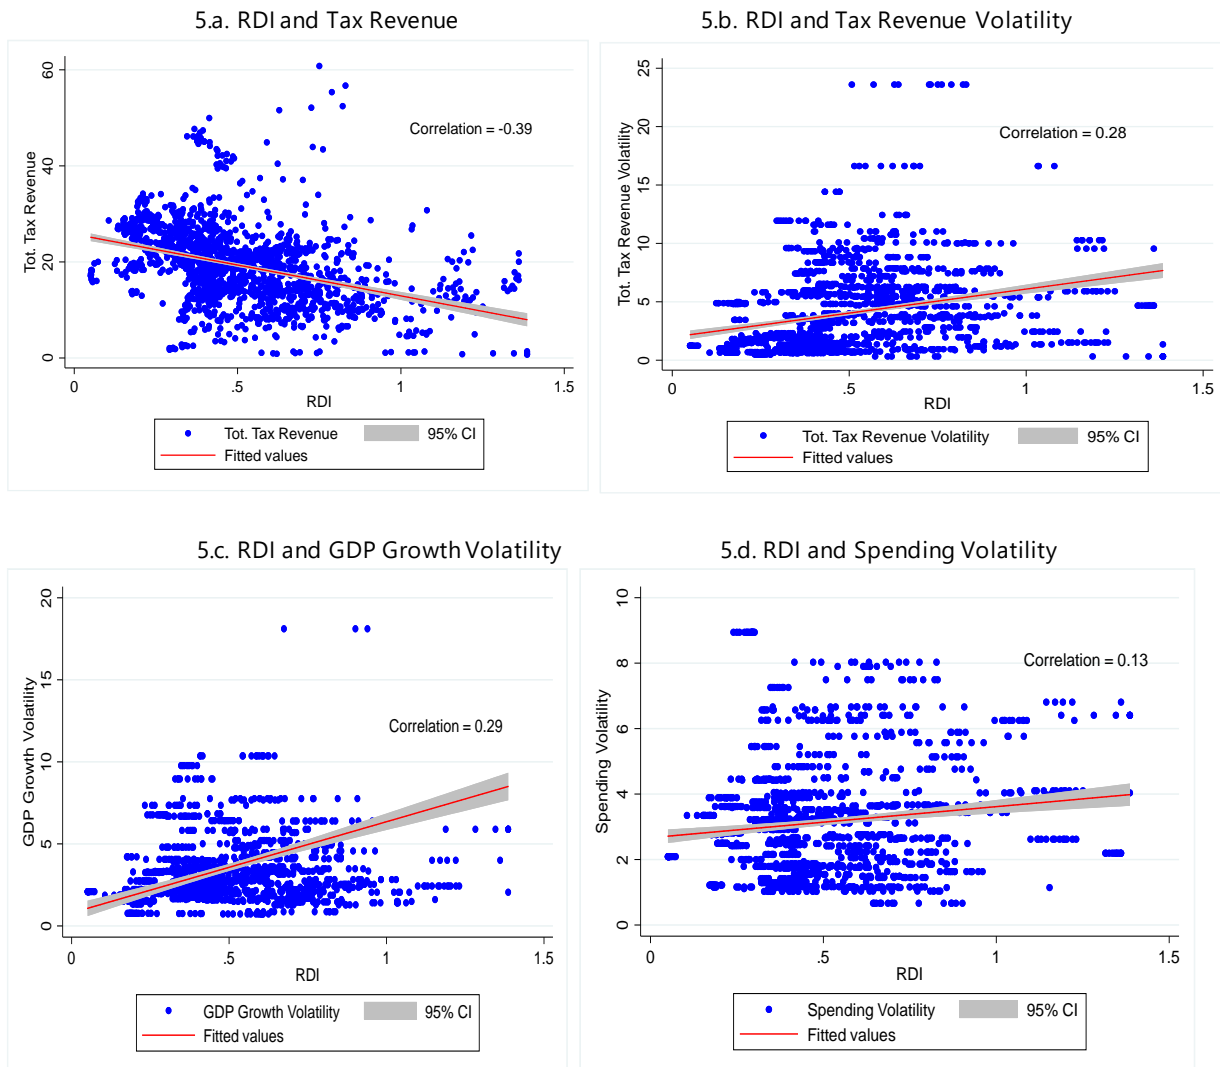 5.a. RDI and Tax Revenue
60
40
20
0
Tot. Tax Revenue
Correlation = -0.39
0 .5 1 1.5
RDI
Tot. Tax Revenue 95% CI
Fitted values
5.b. RDI and Tax Revenue Volatility
25
20
15
10
5
0
Tot. Tax Revenue Volatility
Correlation = 0.28
0 .5 1 1.5
RDI
Tot. Tax Revenue Volatility 95% CI
Fitted values
5.c. RDI and GDP Growth Volatility
20
15
10
5
0
GDP Growth Volatility
Correlation = 0.29
0 .5 1 1.5
RDI
GDP Growth Volatility 95% CI
Fitted values
5.d. RDI and Spending Volatility
10
8
6
4
2
0
Spending Volatility
Correlation = 0.13
0 .5 1 1.5
RDI
Spending Volatility 95% CI
Fitted values